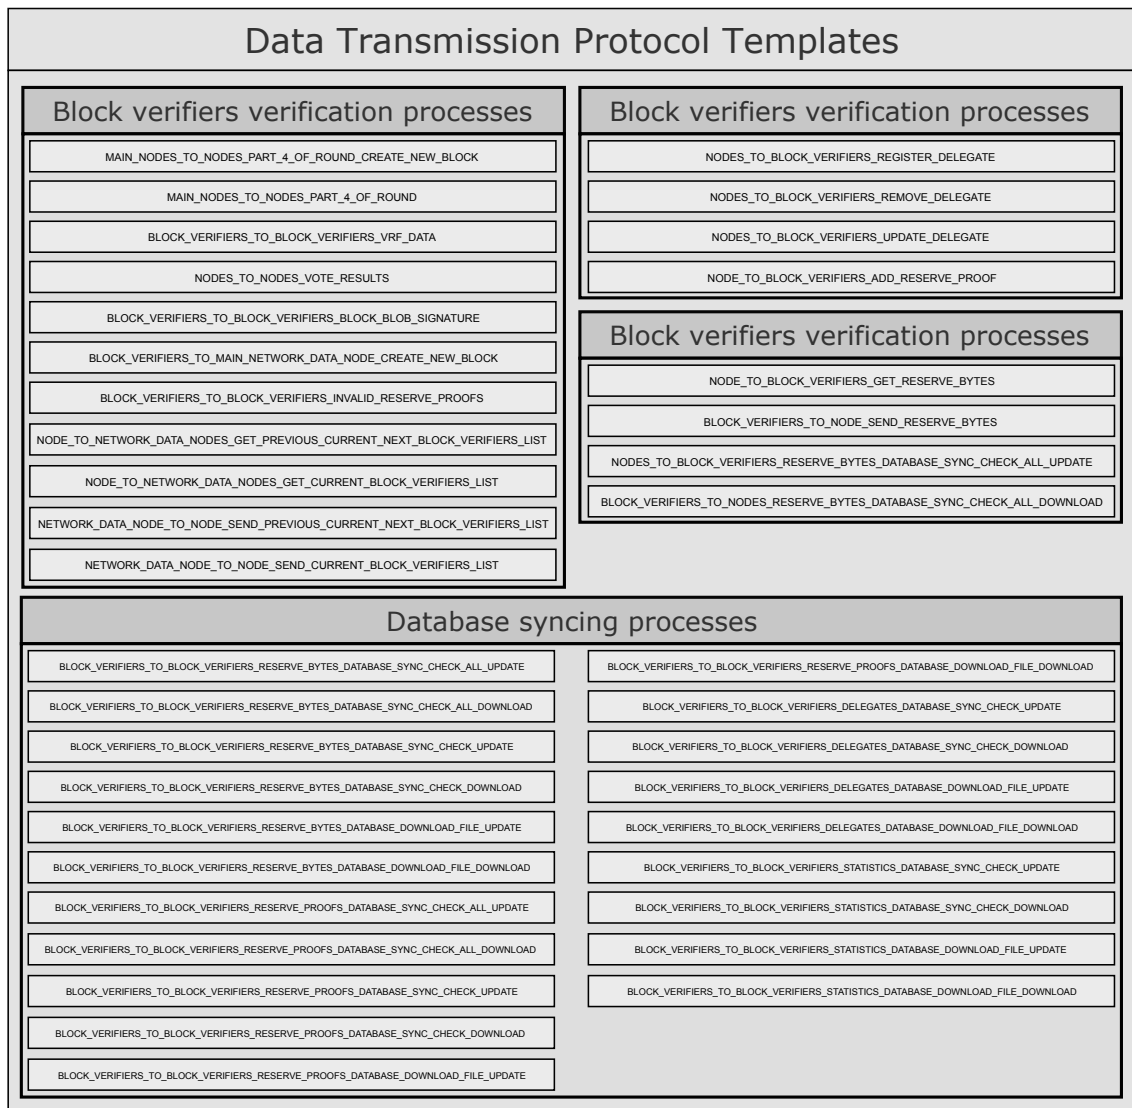 Data Transmission Protocol Templates
Block verifiers verification processes
MAIN_NODES_TO_NODES_PART_4_OF_ROUND_CREATE_NEW_BLOCK
MAIN_NODES_TO_NODES_PART_4_OF_ROUND
BLOCK_VERIFIERS_TO_BLOCK_VERIFIERS_VRF_DATA
NODES_TO_NODES_VOTE_RESULTS
BLOCK_VERIFIERS_TO_BLOCK_VERIFIERS_BLOCK_BLOB_SIGNATURE
BLOCK_VERIFIERS_TO_MAIN_NETWORK_DATA_NODE_CREATE_NEW_BLOCK
BLOCK_VERIFIERS_TO_BLOCK_VERIFIERS_INVALID_RESERVE_PROOFS
NODE_TO_NETWORK_DATA_NODES_GET_PREVIOUS_CURRENT_NEXT_BLOCK_VERIFIERS_LIST
NODE_TO_NETWORK_DATA_NODES_GET_CURRENT_BLOCK_VERIFIERS_LIST
NETWORK_DATA_NODE_TO_NODE_SEND_PREVIOUS_CURRENT_NEXT_BLOCK_VERIFIERS_LIST
NETWORK_DATA_NODE_TO_NODE_SEND_CURRENT_BLOCK_VERIFIERS_LIST
Block verifiers verification processes
NODES_TO_BLOCK_VERIFIERS_REGISTER_DELEGATE
NODES_TO_BLOCK_VERIFIERS_REMOVE_DELEGATE
NODES_TO_BLOCK_VERIFIERS_UPDATE_DELEGATE
NODE_TO_BLOCK_VERIFIERS_ADD_RESERVE_PROOF
Block verifiers verification processes
NODE_TO_BLOCK_VERIFIERS_GET_RESERVE_BYTES
BLOCK_VERIFIERS_TO_NODE_SEND_RESERVE_BYTES
NODES_TO_BLOCK_VERIFIERS_RESERVE_BYTES_DATABASE_SYNC_CHECK_ALL_UPDATE
BLOCK_VERIFIERS_TO_NODES_RESERVE_BYTES_DATABASE_SYNC_CHECK_ALL_DOWNLOAD
Database syncing processes
BLOCK_VERIFIERS_TO_BLOCK_VERIFIERS_RESERVE_BYTES_DATABASE_SYNC_CHECK_ALL_UPDATE
BLOCK_VERIFIERS_TO_BLOCK_VERIFIERS_RESERVE_BYTES_DATABASE_SYNC_CHECK_ALL_DOWNLOAD
BLOCK_VERIFIERS_TO_BLOCK_VERIFIERS_RESERVE_BYTES_DATABASE_SYNC_CHECK_UPDATE
BLOCK_VERIFIERS_TO_BLOCK_VERIFIERS_RESERVE_BYTES_DATABASE_SYNC_CHECK_DOWNLOAD
BLOCK_VERIFIERS_TO_BLOCK_VERIFIERS_RESERVE_BYTES_DATABASE_DOWNLOAD_FILE_UPDATE
BLOCK_VERIFIERS_TO_BLOCK_VERIFIERS_RESERVE_BYTES_DATABASE_DOWNLOAD_FILE_DOWNLOAD
BLOCK_VERIFIERS_TO_BLOCK_VERIFIERS_RESERVE_PROOFS_DATABASE_SYNC_CHECK_ALL_UPDATE
BLOCK_VERIFIERS_TO_BLOCK_VERIFIERS_RESERVE_PROOFS_DATABASE_SYNC_CHECK_ALL_DOWNLOAD
BLOCK_VERIFIERS_TO_BLOCK_VERIFIERS_RESERVE_PROOFS_DATABASE_SYNC_CHECK_UPDATE
BLOCK_VERIFIERS_TO_BLOCK_VERIFIERS_RESERVE_PROOFS_DATABASE_SYNC_CHECK_DOWNLOAD
BLOCK_VERIFIERS_TO_BLOCK_VERIFIERS_RESERVE_PROOFS_DATABASE_DOWNLOAD_FILE_UPDATE
BLOCK_VERIFIERS_TO_BLOCK_VERIFIERS_RESERVE_PROOFS_DATABASE_DOWNLOAD_FILE_DOWNLOAD
BLOCK_VERIFIERS_TO_BLOCK_VERIFIERS_DELEGATES_DATABASE_SYNC_CHECK_UPDATE
BLOCK_VERIFIERS_TO_BLOCK_VERIFIERS_DELEGATES_DATABASE_SYNC_CHECK_DOWNLOAD
BLOCK_VERIFIERS_TO_BLOCK_VERIFIERS_DELEGATES_DATABASE_DOWNLOAD_FILE_UPDATE
BLOCK_VERIFIERS_TO_BLOCK_VERIFIERS_DELEGATES_DATABASE_DOWNLOAD_FILE_DOWNLOAD
BLOCK_VERIFIERS_TO_BLOCK_VERIFIERS_STATISTICS_DATABASE_SYNC_CHECK_UPDATE
BLOCK_VERIFIERS_TO_BLOCK_VERIFIERS_STATISTICS_DATABASE_SYNC_CHECK_DOWNLOAD
BLOCK_VERIFIERS_TO_BLOCK_VERIFIERS_STATISTICS_DATABASE_DOWNLOAD_FILE_UPDATE
BLOCK_VERIFIERS_TO_BLOCK_VERIFIERS_STATISTICS_DATABASE_DOWNLOAD_FILE_DOWNLOAD